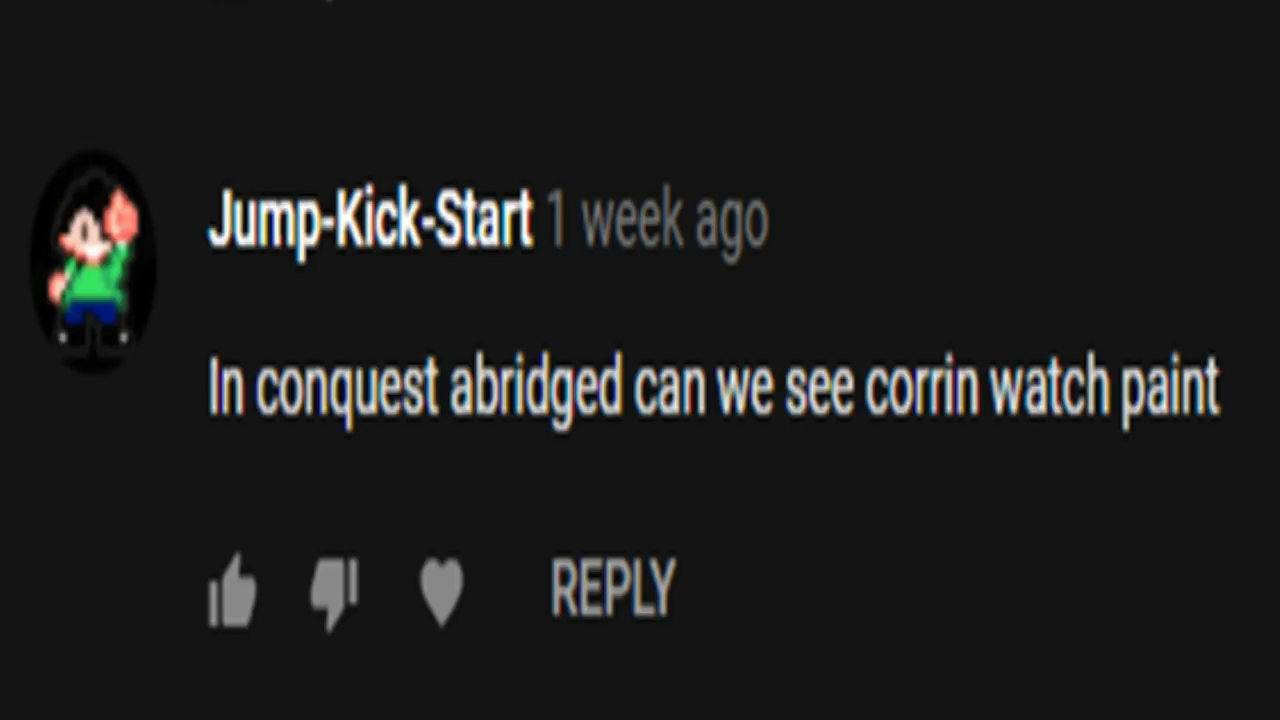 Jump-Kick-Start 1 week ago
In conquest abridged can we see corrin watch paint
REPLY